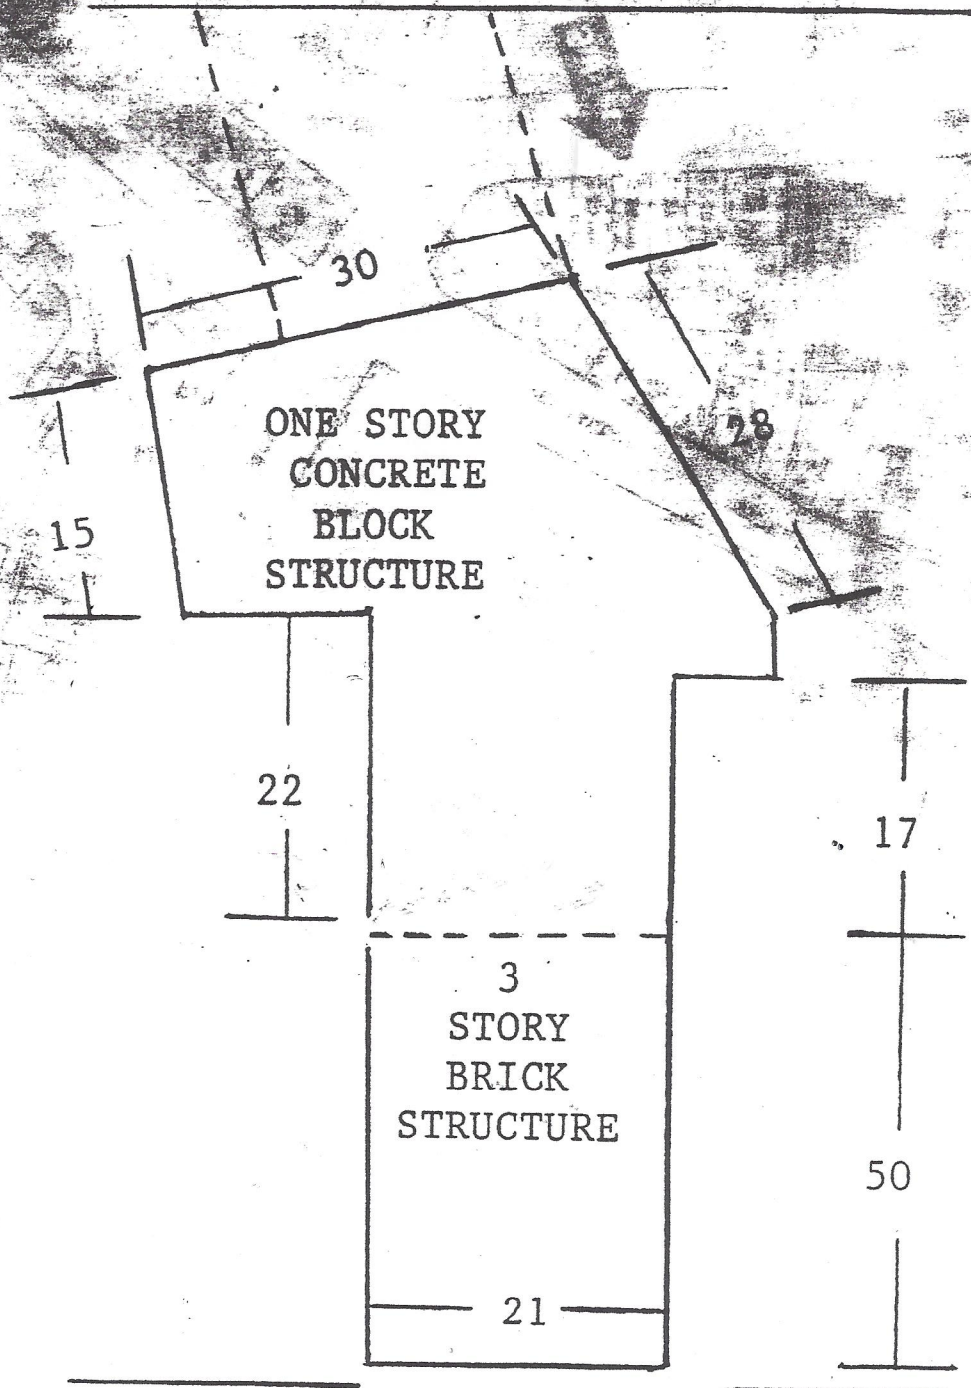 30
28
ONE STORY
CONCRETE
BLOCK
STRUCTURE
15
22
17
3
STORY
BRICK
STRUCTURE
50
21